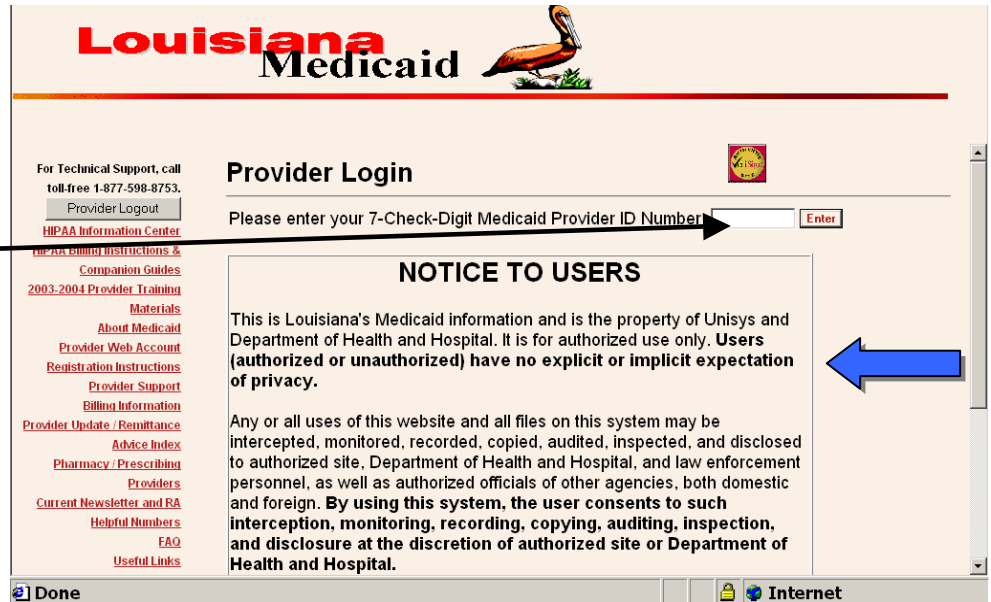 Louisiana
Medicaid
For Technical Support, call
toll-free 1-877-598-8753.
Provider Logout
HIPAA Information Center
HIPAA Billing Instructions &
Companion Guides
2003-2004 Provider Training
Materials
About Medicaid
Provider Web Account
Registration Instructions
Provider Support
Billing Information
Provider Update / Remittance
Advice Index
Pharmacy / Prescribing
Providers
Current Newsletter and RA
Helpful Numbers
FAQ
Useful Links
Provider Login
Please enter your 7-Check-Digit Medicaid Provider ID Number
Enter
NOTICE TO USERS
This is Louisiana's Medicaid information and is the property of Unisys and
Department of Health and Hospital. It is for authorized use only. Users
(authorized or unauthorized) have no explicit or implicit expectation
of privacy.
Any or all uses of this website and all files on this system may be
intercepted, monitored, recorded, copied, audited, inspected, and disclosed
to authorized site, Department of Health and Hospital, and law enforcement
personnel, as well as authorized officials of other agencies, both domestic
and foreign. By using this system, the user consents to such
interception, monitoring, recording, copying, auditing, inspection,
and disclosure at the discretion of authorized site or Department of
Health and Hospital.
Done
Internet